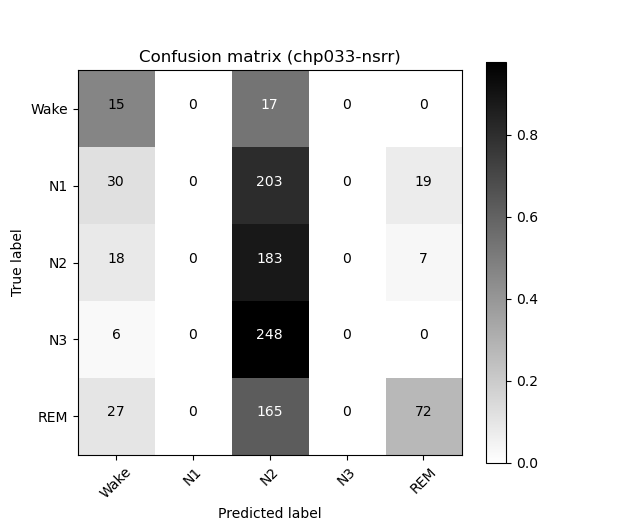 Confusion matrix (chp033-nsrr)
Wake 15 0 17 0 0
N1 30 0 203 0 19
N2 18 0 183 0 7
N3 6 0 248 0 0
REM 27 0 165 0 72
Wake N1 N2 N3 REM
Predicted label
True label
0.8
0.6
0.4
0.2
0.0